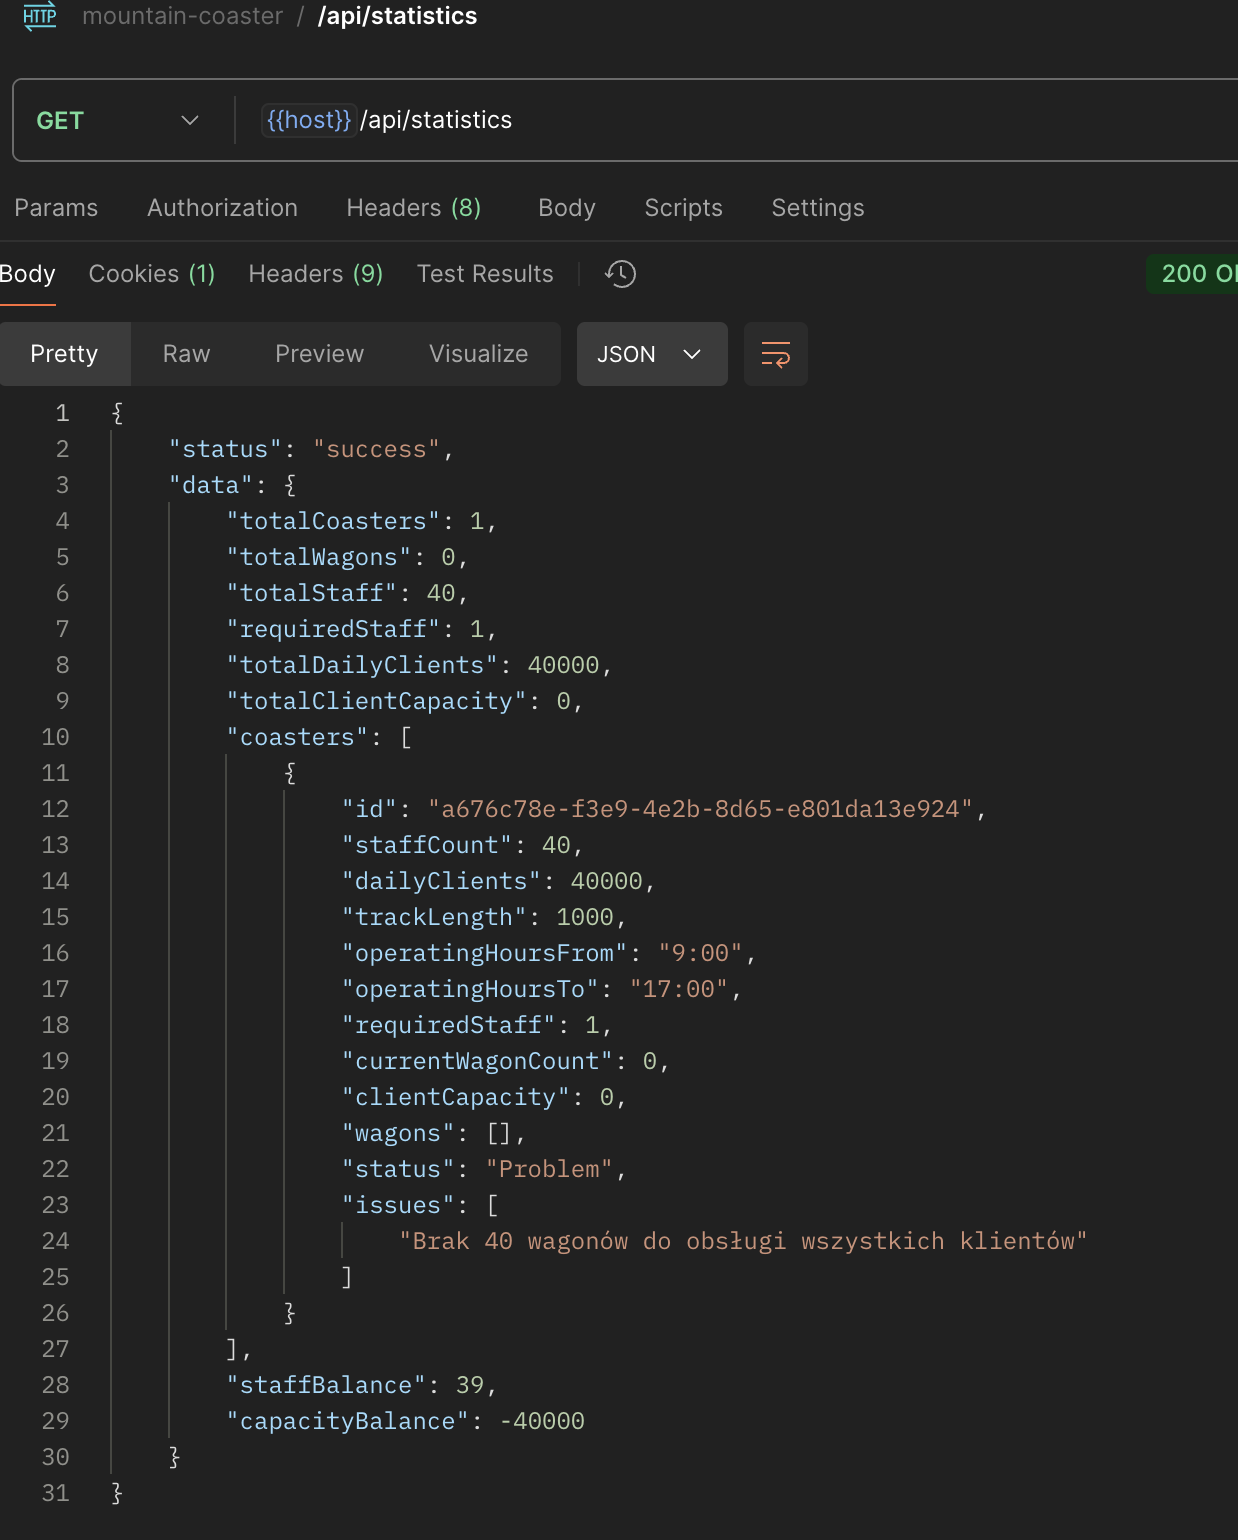 HTTP mountain-coaster / /api/statistics
GET {{host}}/api/statistics
Params Authorization Headers (8) Body Scripts Settings
Body Cookies (1) Headers (9) Test Results 200
Pretty Raw Preview Visualize JSON
1 {
2 "status": "success",
3 "data": {
4 "totalCoasters": 1,
5 "totalWagons": 0,
6 "totalStaff": 40,
7 "requiredStaff": 1,
8 "totalDailyClients": 40000,
9 "totalClientCapacity": 0,
10 "coasters": [
11 {
12 "id": "a676c78e-f3e9-4e2b-8d65-e801da13e924",
13 "staffCount": 40,
14 "dailyClients": 40000,
15 "trackLength": 1000,
16 "operatingHoursFrom": "9:00",
17 "operatingHoursTo": "17:00",
18 "requiredStaff": 1,
19 "currentWagonCount": 0,
20 "clientCapacity": 0,
21 "wagons": [],
22 "status": "Problem",
23 "issues": [
24 "Brak 40 wagonów do obsługi wszystkich klientów"
25 ]
26 }
27 ],
28 "staffBalance": 39,
29 "capacityBalance": -40000
30 }
31 }